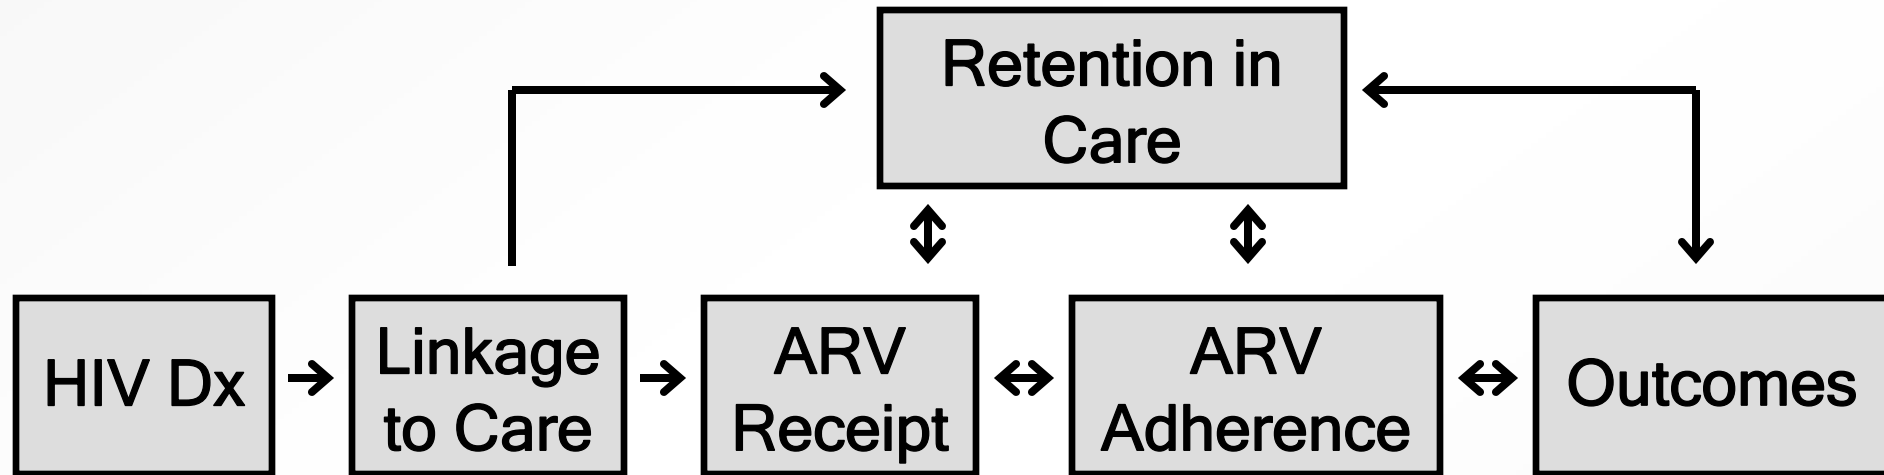 Retention in
Care
HIV Dx
Linkage
to Care
ARV
Receipt
ARV
Adherence
Outcomes